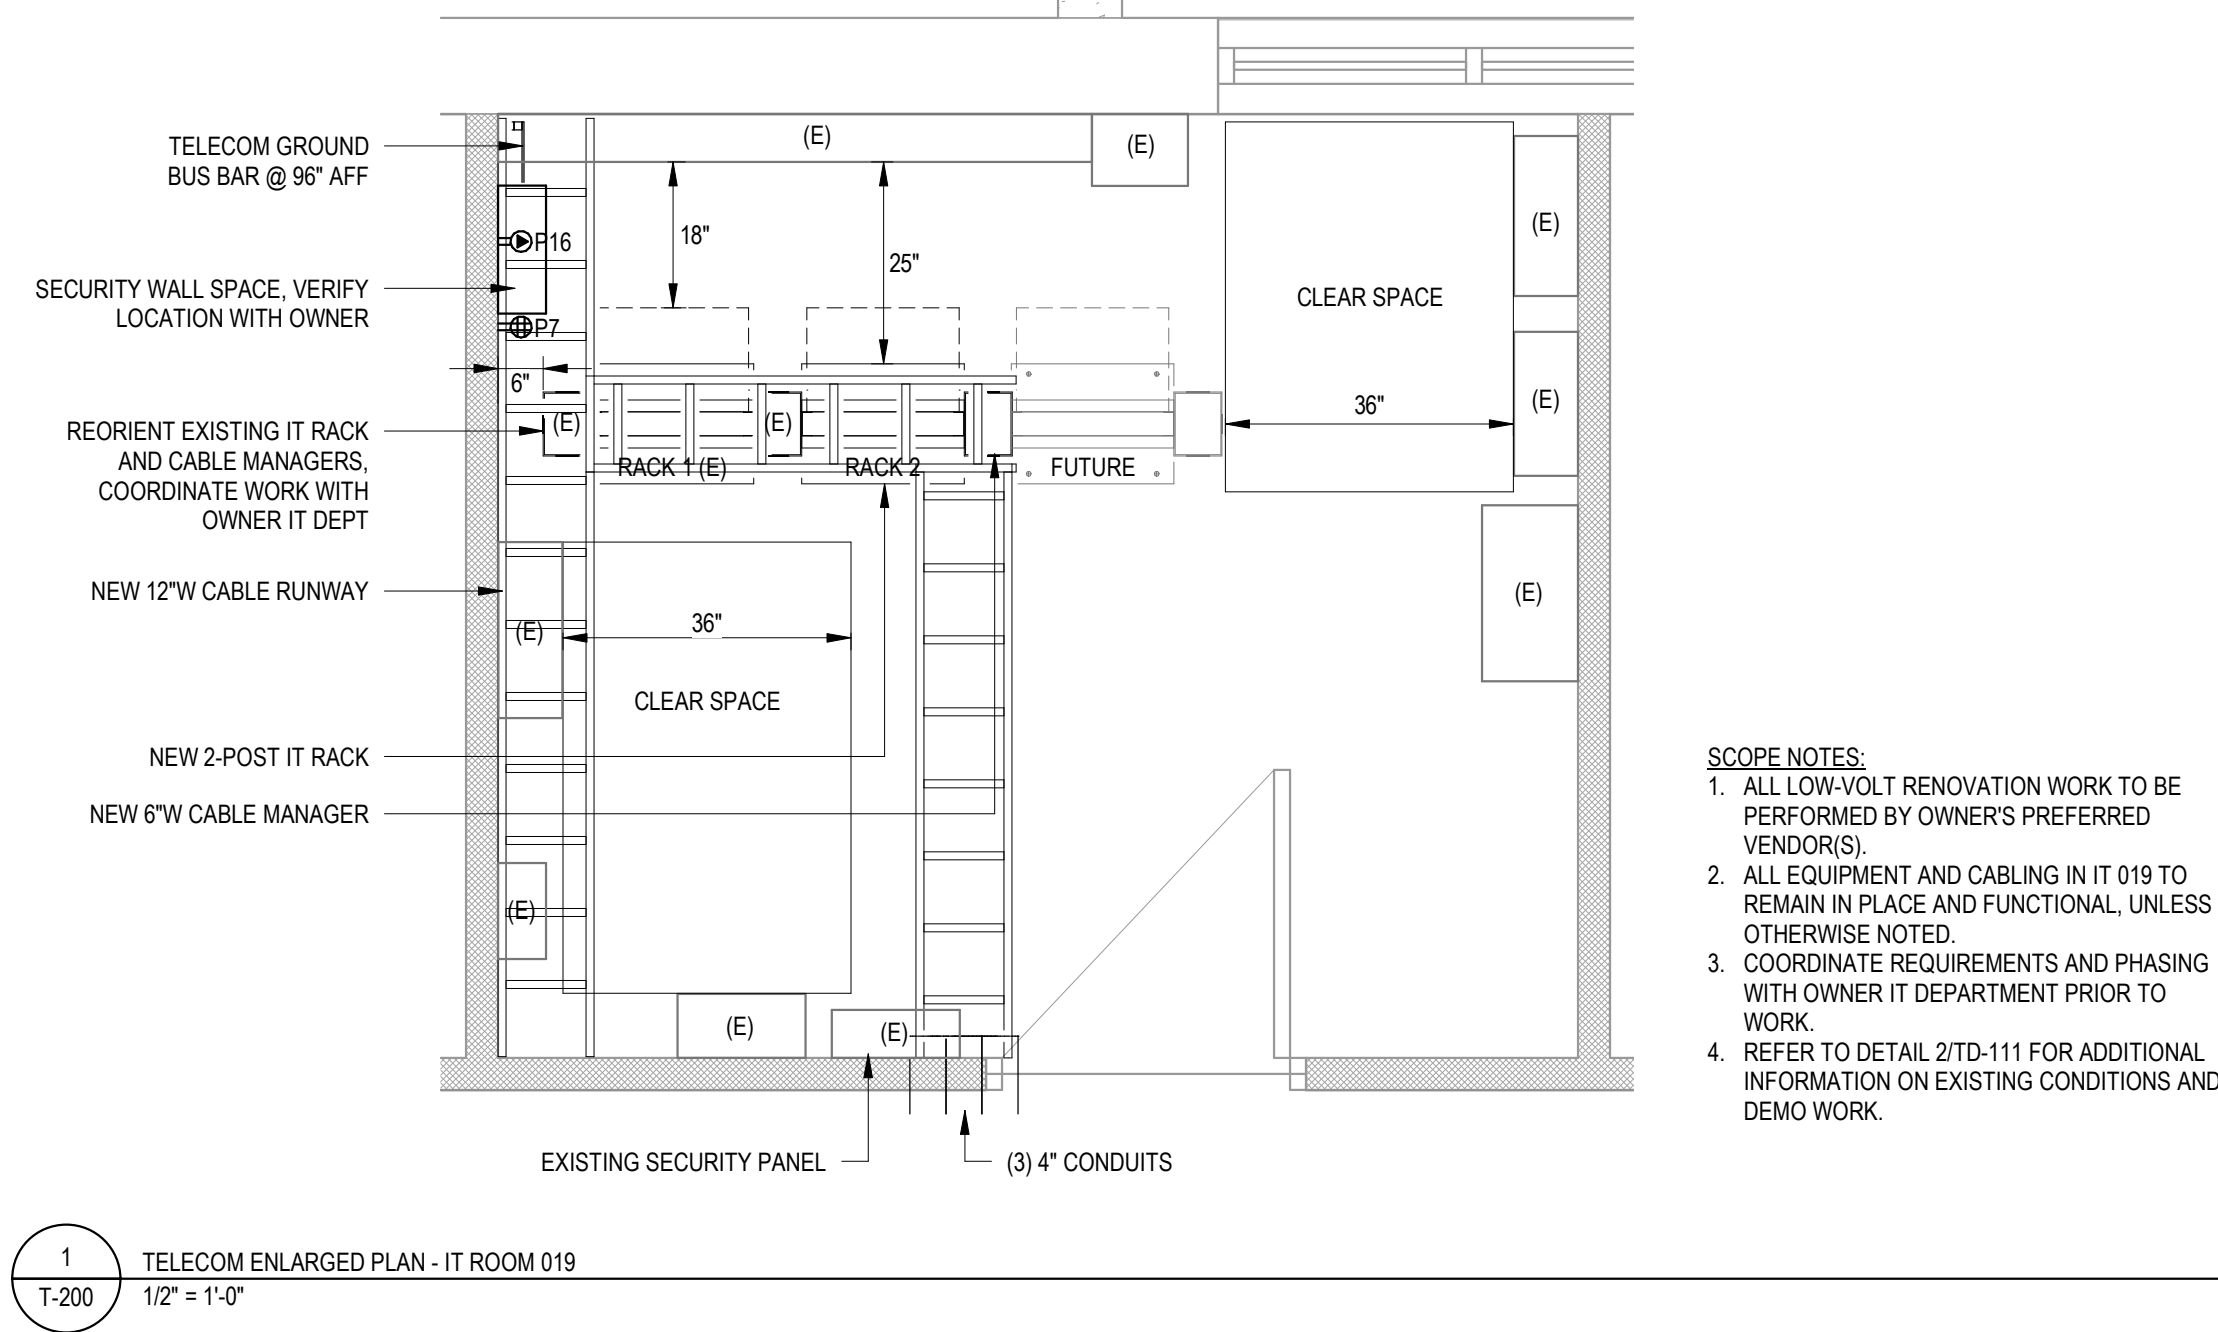 TELECOM GROUND
BUS BAR @ 96" AFF
SECURITY WALL SPACE, VERIFY
LOCATION WITH OWNER
REORIENT EXISTING IT RACK
AND CABLE MANAGERS,
COORDINATE WORK WITH
OWNER IT DEPT
NEW 12"W CABLE RUNWAY
NEW 2-POST IT RACK
NEW 6"W CABLE MANAGER
(E)
(E)
P16
18"
25"
(E)
CLEAR SPACE
P7
6"
(E)
(E)
36"
(E)
RACK 1 (E)
RACK 2
FUTURE
(E)
(E)
36"
CLEAR SPACE
(E)
(E)
(E)
EXISTING SECURITY PANEL
(3) 4" CONDUITS
SCOPE NOTES:
1. ALL LOW-VOLT RENOVATION WORK TO BE
PERFORMED BY OWNER'S PREFERRED
VENDOR(S).
2. ALL EQUIPMENT AND CABLING IN IT 019 TO
REMAIN IN PLACE AND FUNCTIONAL, UNLESS
OTHERWISE NOTED.
3. COORDINATE REQUIREMENTS AND PHASING
WITH OWNER IT DEPARTMENT PRIOR TO
WORK.
4. REFER TO DETAIL 2/TD-111 FOR ADDITIONAL
INFORMATION ON EXISTING CONDITIONS AND
DEMO WORK.
1
T-200
TELECOM ENLARGED PLAN - IT ROOM 019
1/2" = 1'-0"